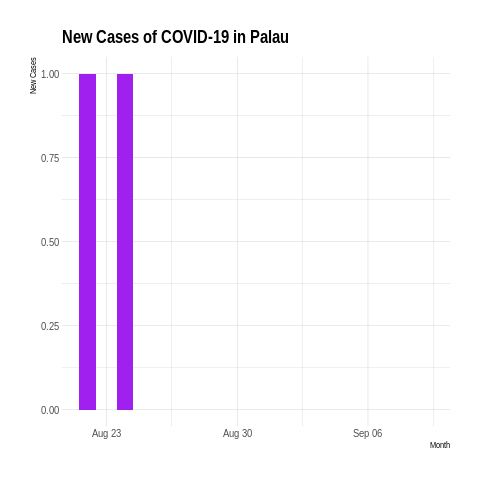 New Cases of COVID-19 in Palau
New Cases
1.00
0.75
0.50
0.25
0.00
Aug 23 Aug 30 Sep 06
Month